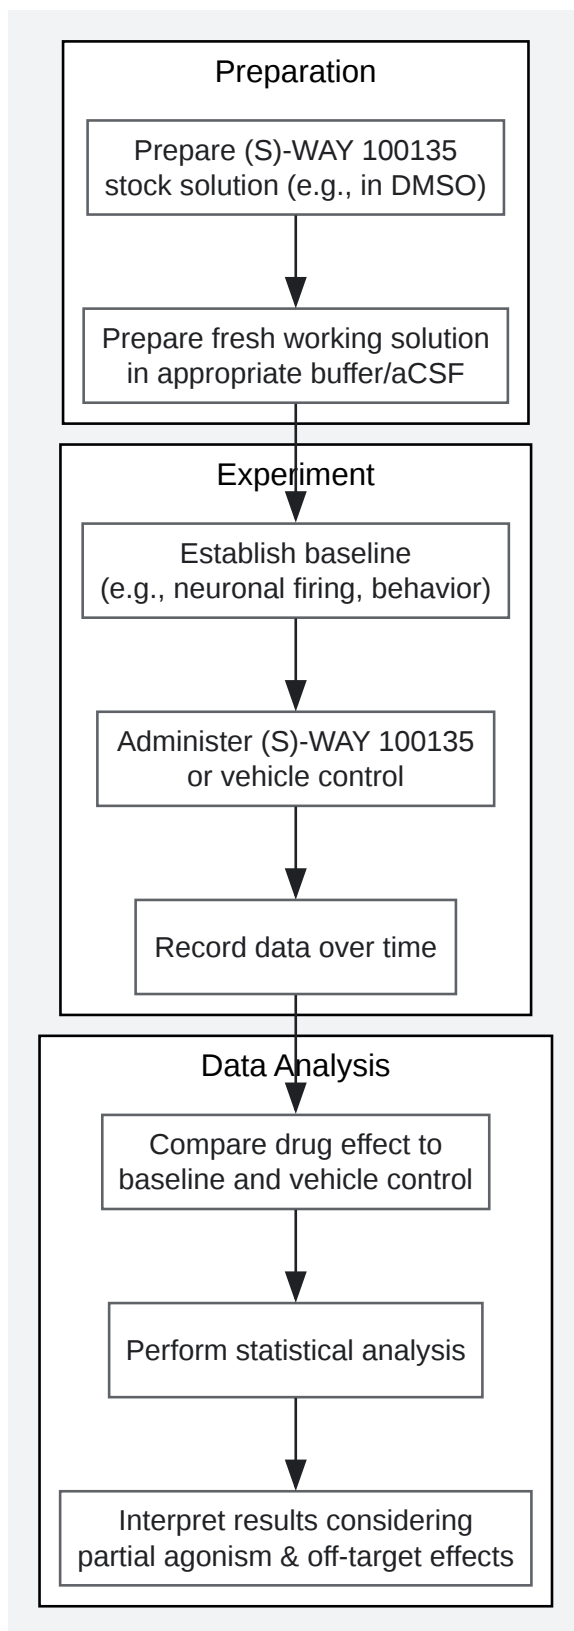 Preparation
Prepare (S)-WAY 100135
stock solution (e.g., in DMSO)
Prepare fresh working solution
in appropriate buffer/aCSF
Experiment
Establish baseline
(e.g., neuronal firing, behavior)
Administer (S)-WAY 100135
or vehicle control
Record data over time
Data Analysis
Compare drug effect to
baseline and vehicle control
Perform statistical analysis
Interpret results considering
partial agonism & off-target effects